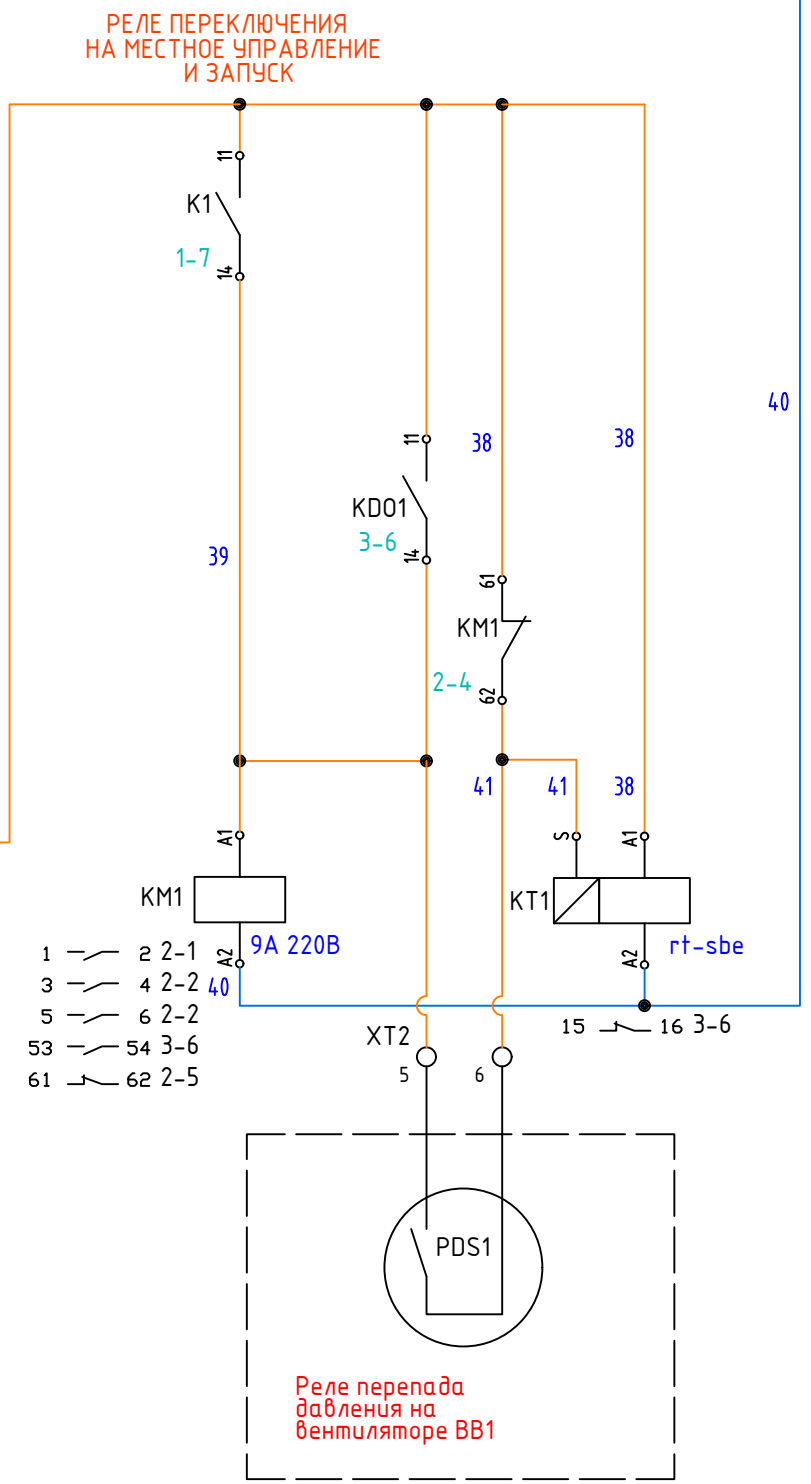 РЕЛЕ ПЕРЕКЛЮЧЕНИЯ
НА МЕСТНОЕ УПРАВЛЕНИЕ
И ЗАПУСК
11
K1
1-7
14
40
11
38
38
KDO1
3-6
14
39
61
KM1
2-4
62
41
41
38
A1
S
A1
KM1
KT1
9А 220В
A2
rt-sbe
A2
1 2 2-1
3 4 2-2
40
5 6 2-2
53 54 3-6
61 62 2-5
15 16 3-6
XT2
5
6
PDS1
Реле перепада
давления на
вентиляторе ВВ1